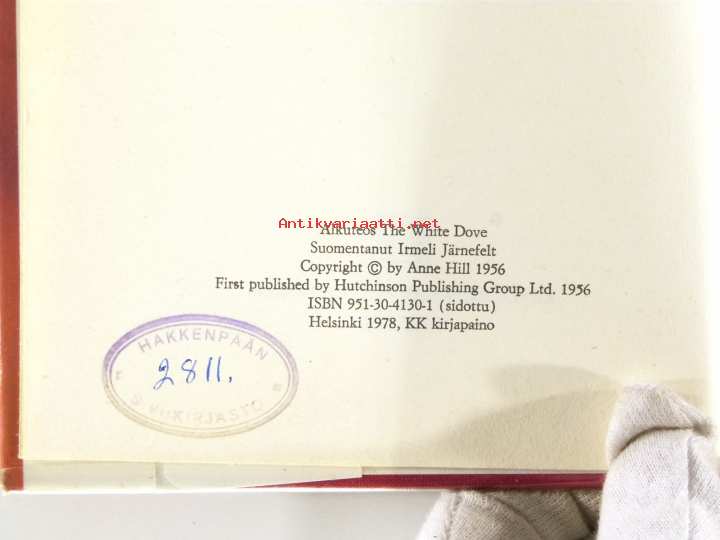 Antikvariaatti.net
Alkuteos The White Dove
Suomentanut Irmeli Järnefelt
Copyright © by Anne Hill 1956
First published by Hutchinson Publishing Group Ltd. 1956
ISBN 951-30-4130-1 (sidottu)
Helsinki 1978, KK kirjapaino
HAKKENPÄÄN
2811.
SIVUKIRJASTO